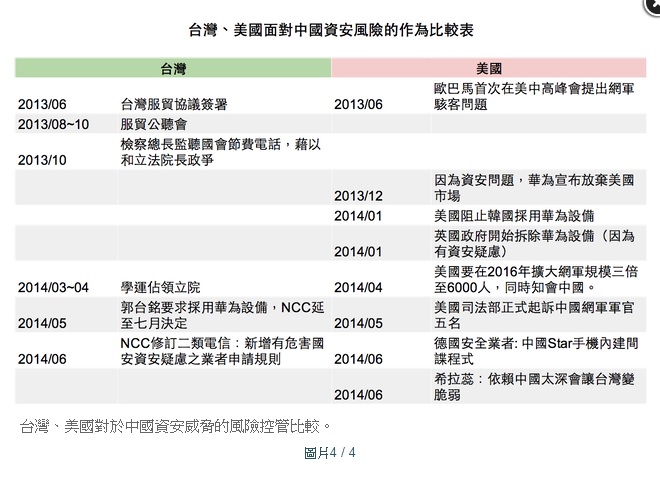 台灣、美國面對中國資安風險的作為比較表
台灣 美國
2013/06 台灣服貿協議簽署 2013/06 歐巴馬首次在美中高峰會提出網軍
駭客問題
2013/08~10 服貿公聽會
2013/10 檢察總長監聽國會節費電話，藉以
和立法院長政爭
2013/12 因為資安問題，華為宣布放棄美國
市場
2014/01 美國阻止韓國採用華為設備
2014/01 英國政府開始拆除華為設備（因為
有資安疑慮）
2014/03~04 學運佔領立院 2014/04 美國要在2016年擴大網軍規模三倍
至6000人，同時知會中國。
2014/05 郭台銘要求採用華為設備，NCC延
至七月決定 2014/05 美國司法部正式起訴中國網軍軍官
五名
2014/06 NCC修訂二類電信：新增有危害國
安資安疑慮之業者申請規則 2014/06 德國安全業者: 中國Star手機內建間
諜程式
2014/06 希拉蕊：依賴中國太深會讓台灣變
脆弱
台灣、美國對於中國資安威脅的風險控管比較。
圖片4 / 4